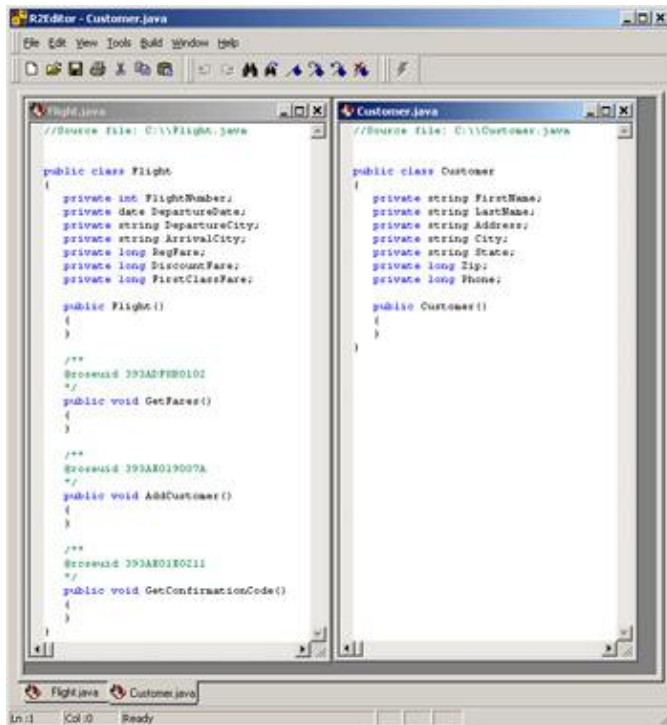 R2Editor - Customer.java
File Edit View Tools Build Window Help
Flight.java
//Source file: C:\\Flight.java
public class Flight
{
private int FlightNumber;
private date DepartureDate;
private string DepartureCity;
private string ArrivalCity;
private long RegFare;
private long DiscountFare;
private long FirstClassFare;
public Flight()
{
}
/**
@roseuid
*/
public void GetFares()
{
}
/**
@roseuid 393AE019007A
*/
public void AddCustomer()
{
}
/**
@roseuid 393AE01E0211
*/
public void GetConfirmationCode()
{
}
}
Customer.java
//Source file: C:\\Customer.java
public class Customer
{
private string FirstName;
private string LastName;
private string Address;
private string City;
private string State;
private long Zip;
private long Phone;
public Customer()
{
}
}
Flight.java Customer.java
Ln :1 Col :0 Ready